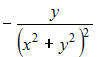 - y / (x² + y²)²